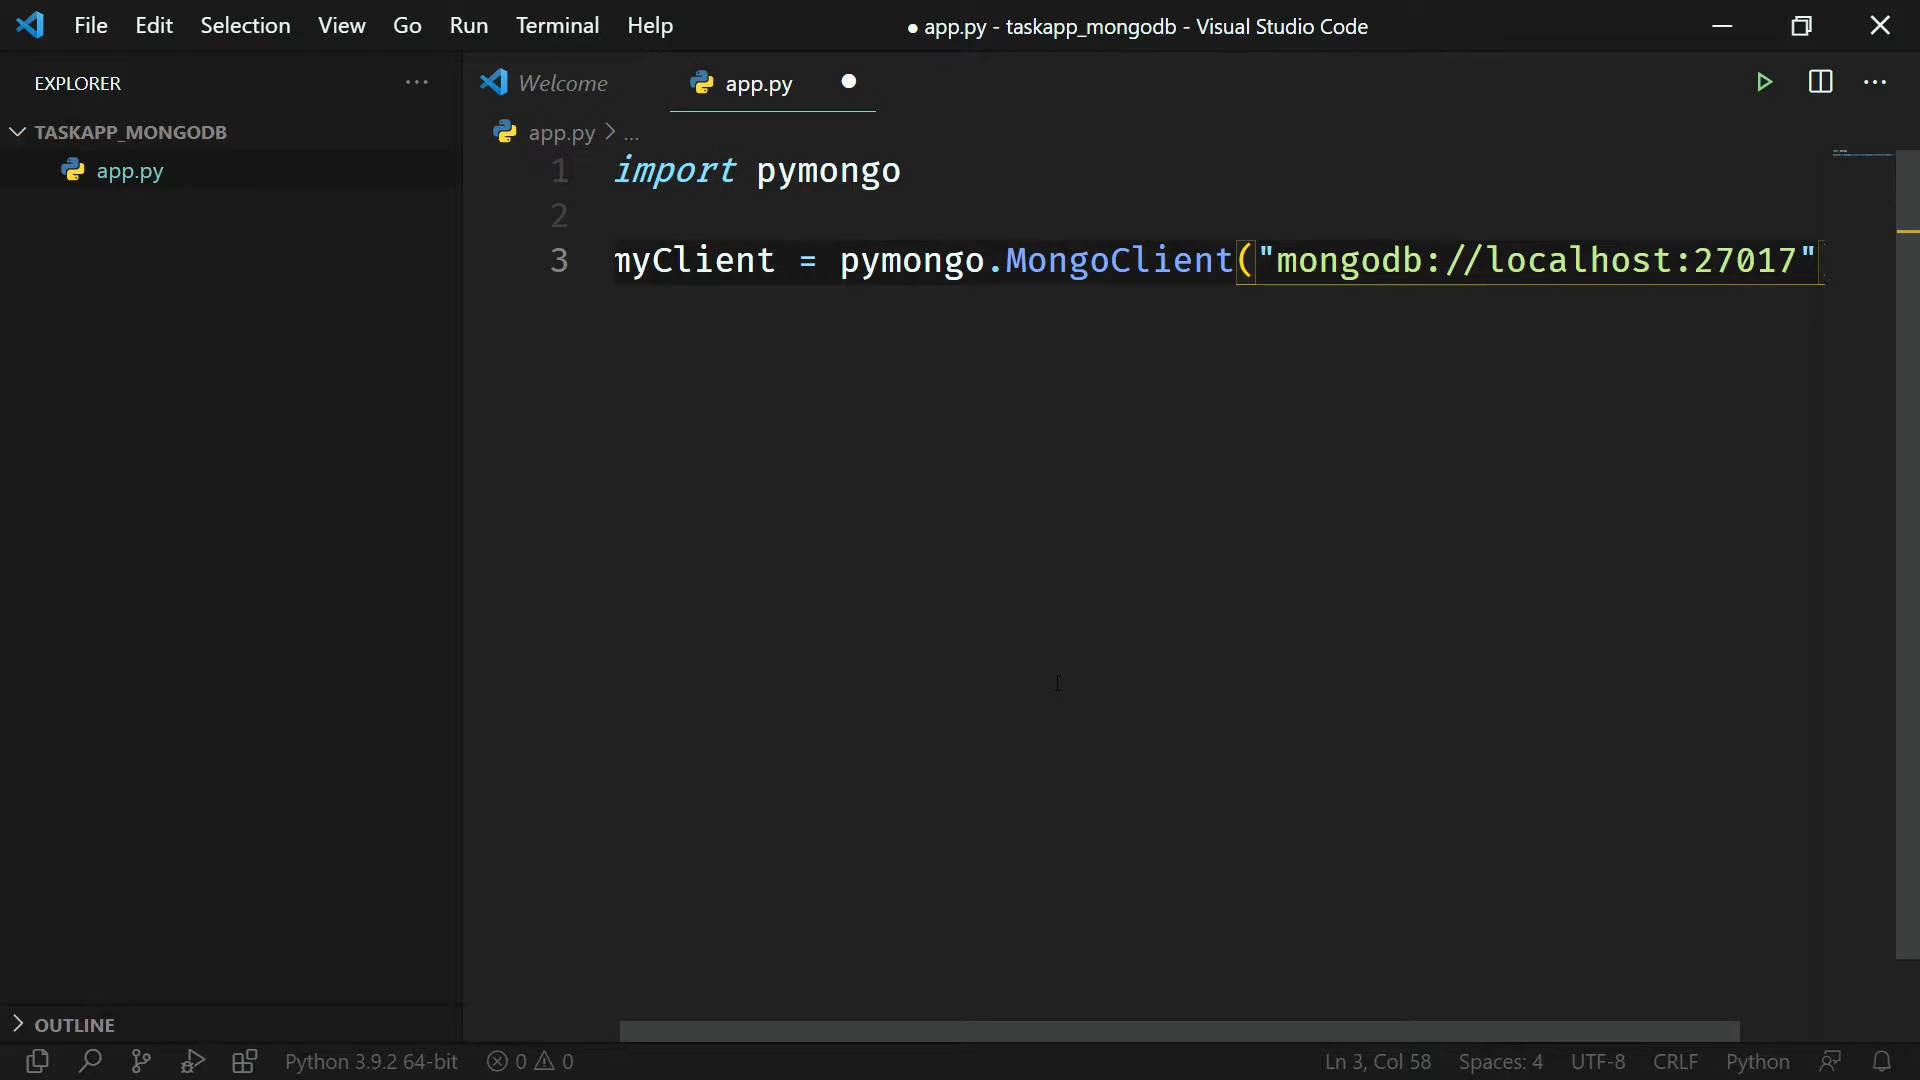 File Edit Selection View Go Run Terminal Help
● app.py - taskapp_mongodb - Visual Studio Code
EXPLORER ...
Welcome
app.py
TASKAPP_MONGODB
app.py > ...
app.py
1 import pymongo
2
3 myClient = pymongo.MongoClient("mongodb://localhost:27017"
OUTLINE
Python 3.9.2 64-bit 0 0
Ln 3, Col 58 Spaces: 4 UTF-8 CRLF Python